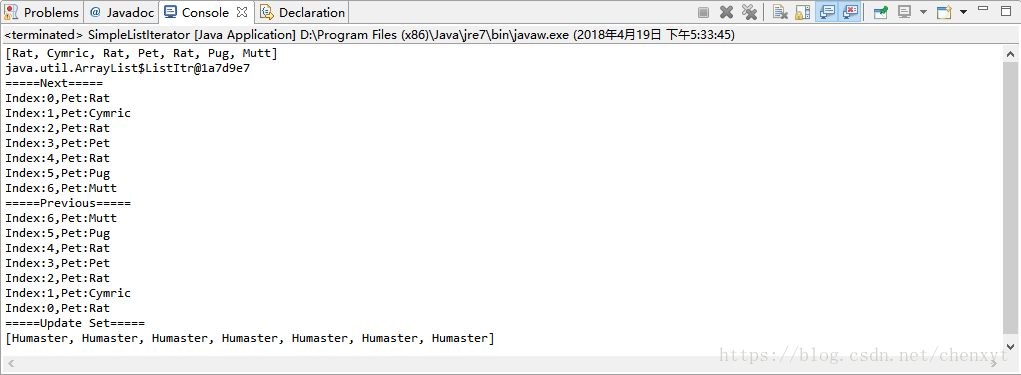 Problems @ Javadoc Console Declaration
<terminated> SimpleListIterator [Java Application] D:\Program Files (x86)\Java\jre7\bin\javaw.exe (2018年4月19日 下午5:33:45)
[Rat, Cymric, Rat, Pet, Rat, Pug, Mutt]
java.util.ArrayList$ListItr@1a7d9e7
=====Next=====
Index:0,Pet:Rat
Index:1,Pet:Cymric
Index:2,Pet:Rat
Index:3,Pet:Pet
Index:4,Pet:Rat
Index:5,Pet:Pug
Index:6,Pet:Mutt
=====Previous=====
Index:6,Pet:Mutt
Index:5,Pet:Pug
Index:4,Pet:Rat
Index:3,Pet:Pet
Index:2,Pet:Rat
Index:1,Pet:Cymric
Index:0,Pet:Rat
=====Update Set=====
[Humaster, Humaster, Humaster, Humaster, Humaster, Humaster, Humaster]
https://blog.csdn.net/chenxyt